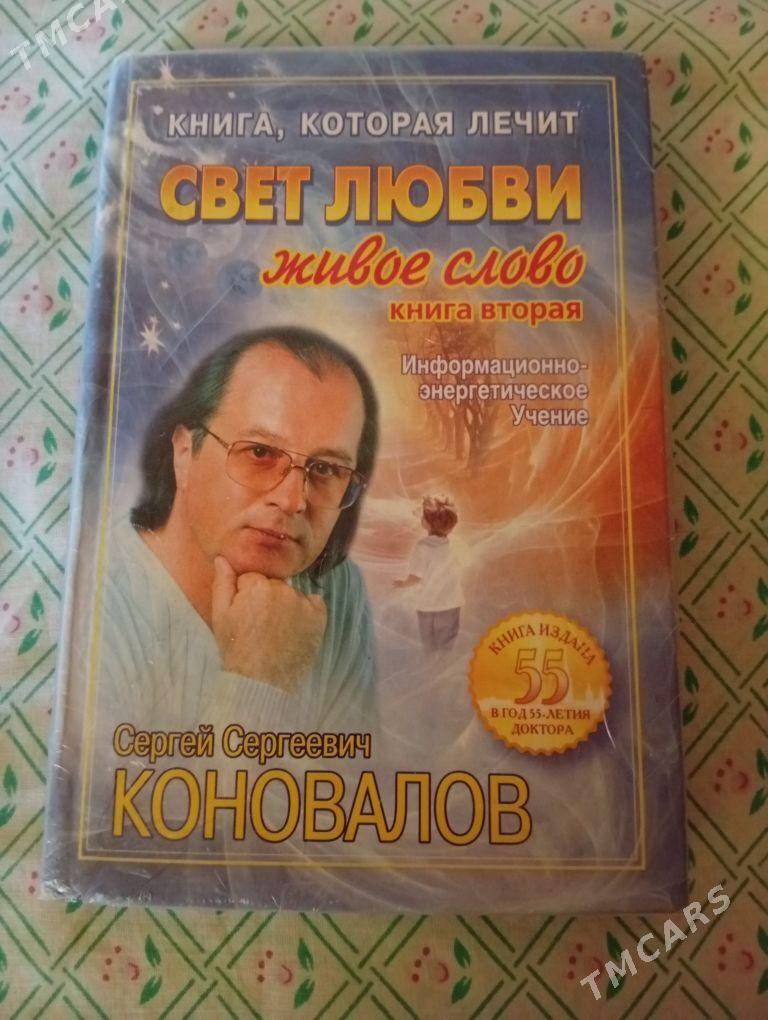 TMCARS
КНИГА, КОТОРАЯ ЛЕЧИТ
СВЕТ ЛЮБВИ
живое слово
книга вторая
Информационно-
энергетическое
Учение
КНИГА ИЗДАНА
55
В ГОД 55-ЛЕТИЯ
ДОКТОРА
Сергей Сергеевич
КОНОВАЛОВ
TMCARS